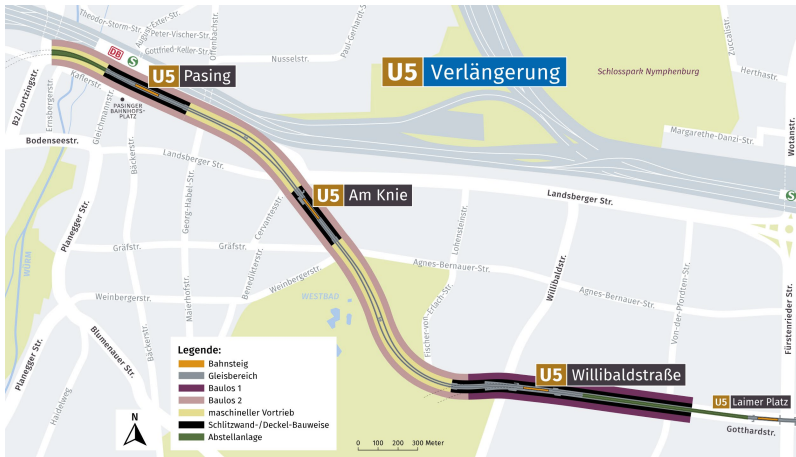 Theodor-Storm-Str.
August-Exter-Str.
Peter-Vischer-Str.
Gottfried-Keller-Str.
Offenbachstr.
Nusselstr.
Paul-Gerhardt-S
DB
S
U5 Pasing
U5 Verlängerung
Schlosspark Nymphenburg
Zuccalistr.
Herthastr.
Margarethe-Danzi-Str.
Wotanstr.
S
B2/Lortzingstr.
Kaflerstr.
Ernsbergerstr.
Gleichmannstr.
PASINGER
BAHNHOFS-
PLATZ
Bodenseestr.
Bäckerstr.
Landsberger Str.
Georg-Habel-Str.
U5 Am Knie
Landsberger Str.
Planegger Str.
Cervantesstr.
Lohensteinstr.
Gräfstr.
Gräfstr.
Benedikterstr.
Weinbergerstr.
Agnes-Bernauer-Str.
Willibaldstr.
Agnes-Bernauer-Str.
WÜRM
Weinbergerstr.
Maierhofstr.
WESTBAD
Fischer-von-Erlach-Str.
Von-der-Pfordten-Str.
Fürstenrieder Str.
Planegger Str.
Blumenauer Str.
Bäckerstr.
Haidelweg
U5 Willibaldstraße
U5 Laimer Platz
Gotthardstr.
N
Legende:
Bahnsteig
Gleisbereich
Baulos 1
Baulos 2
maschineller Vortrieb
Schlitzwand-/Deckel-Bauweise
Abstellanlage
0 100 200 300 Meter